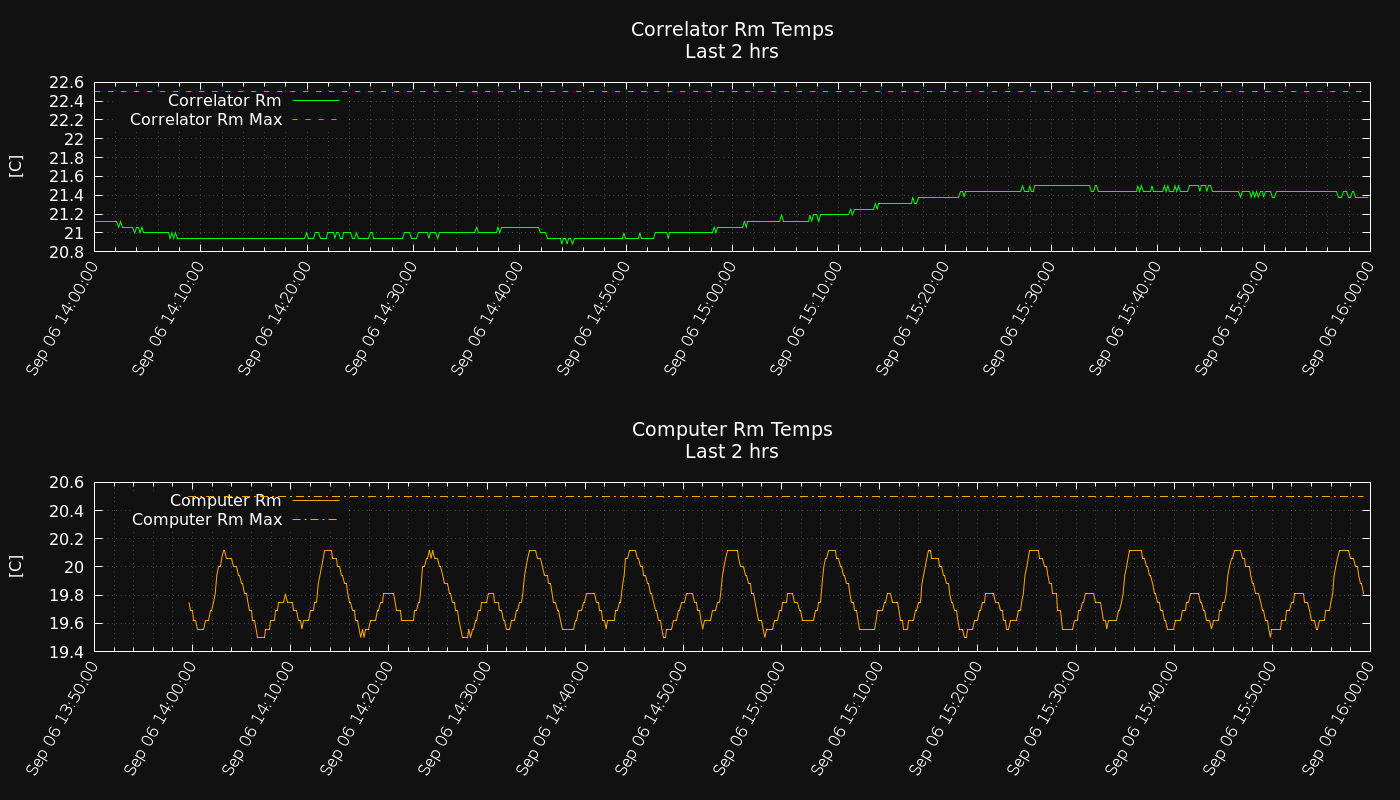 Correlator Rm Temps
Last 2 hrs
22.6
22.4
22.2
22
21.8
21.6
21.4
21.2
21
20.8
[C]
Correlator Rm
Correlator Rm Max
Sep 06 14:00:00
Sep 06 14:10:00
Sep 06 14:20:00
Sep 06 14:30:00
Sep 06 14:40:00
Sep 06 14:50:00
Sep 06 15:00:00
Sep 06 15:10:00
Sep 06 15:20:00
Sep 06 15:30:00
Sep 06 15:40:00
Sep 06 15:50:00
Sep 06 16:00:00
Computer Rm Temps
Last 2 hrs
20.6
20.4
20.2
20
19.8
19.6
19.4
[C]
Computer Rm
Computer Rm Max
Sep 06 13:50:00
Sep 06 14:00:00
Sep 06 14:10:00
Sep 06 14:20:00
Sep 06 14:30:00
Sep 06 14:40:00
Sep 06 14:50:00
Sep 06 15:00:00
Sep 06 15:10:00
Sep 06 15:20:00
Sep 06 15:30:00
Sep 06 15:40:00
Sep 06 15:50:00
Sep 06 16:00:00